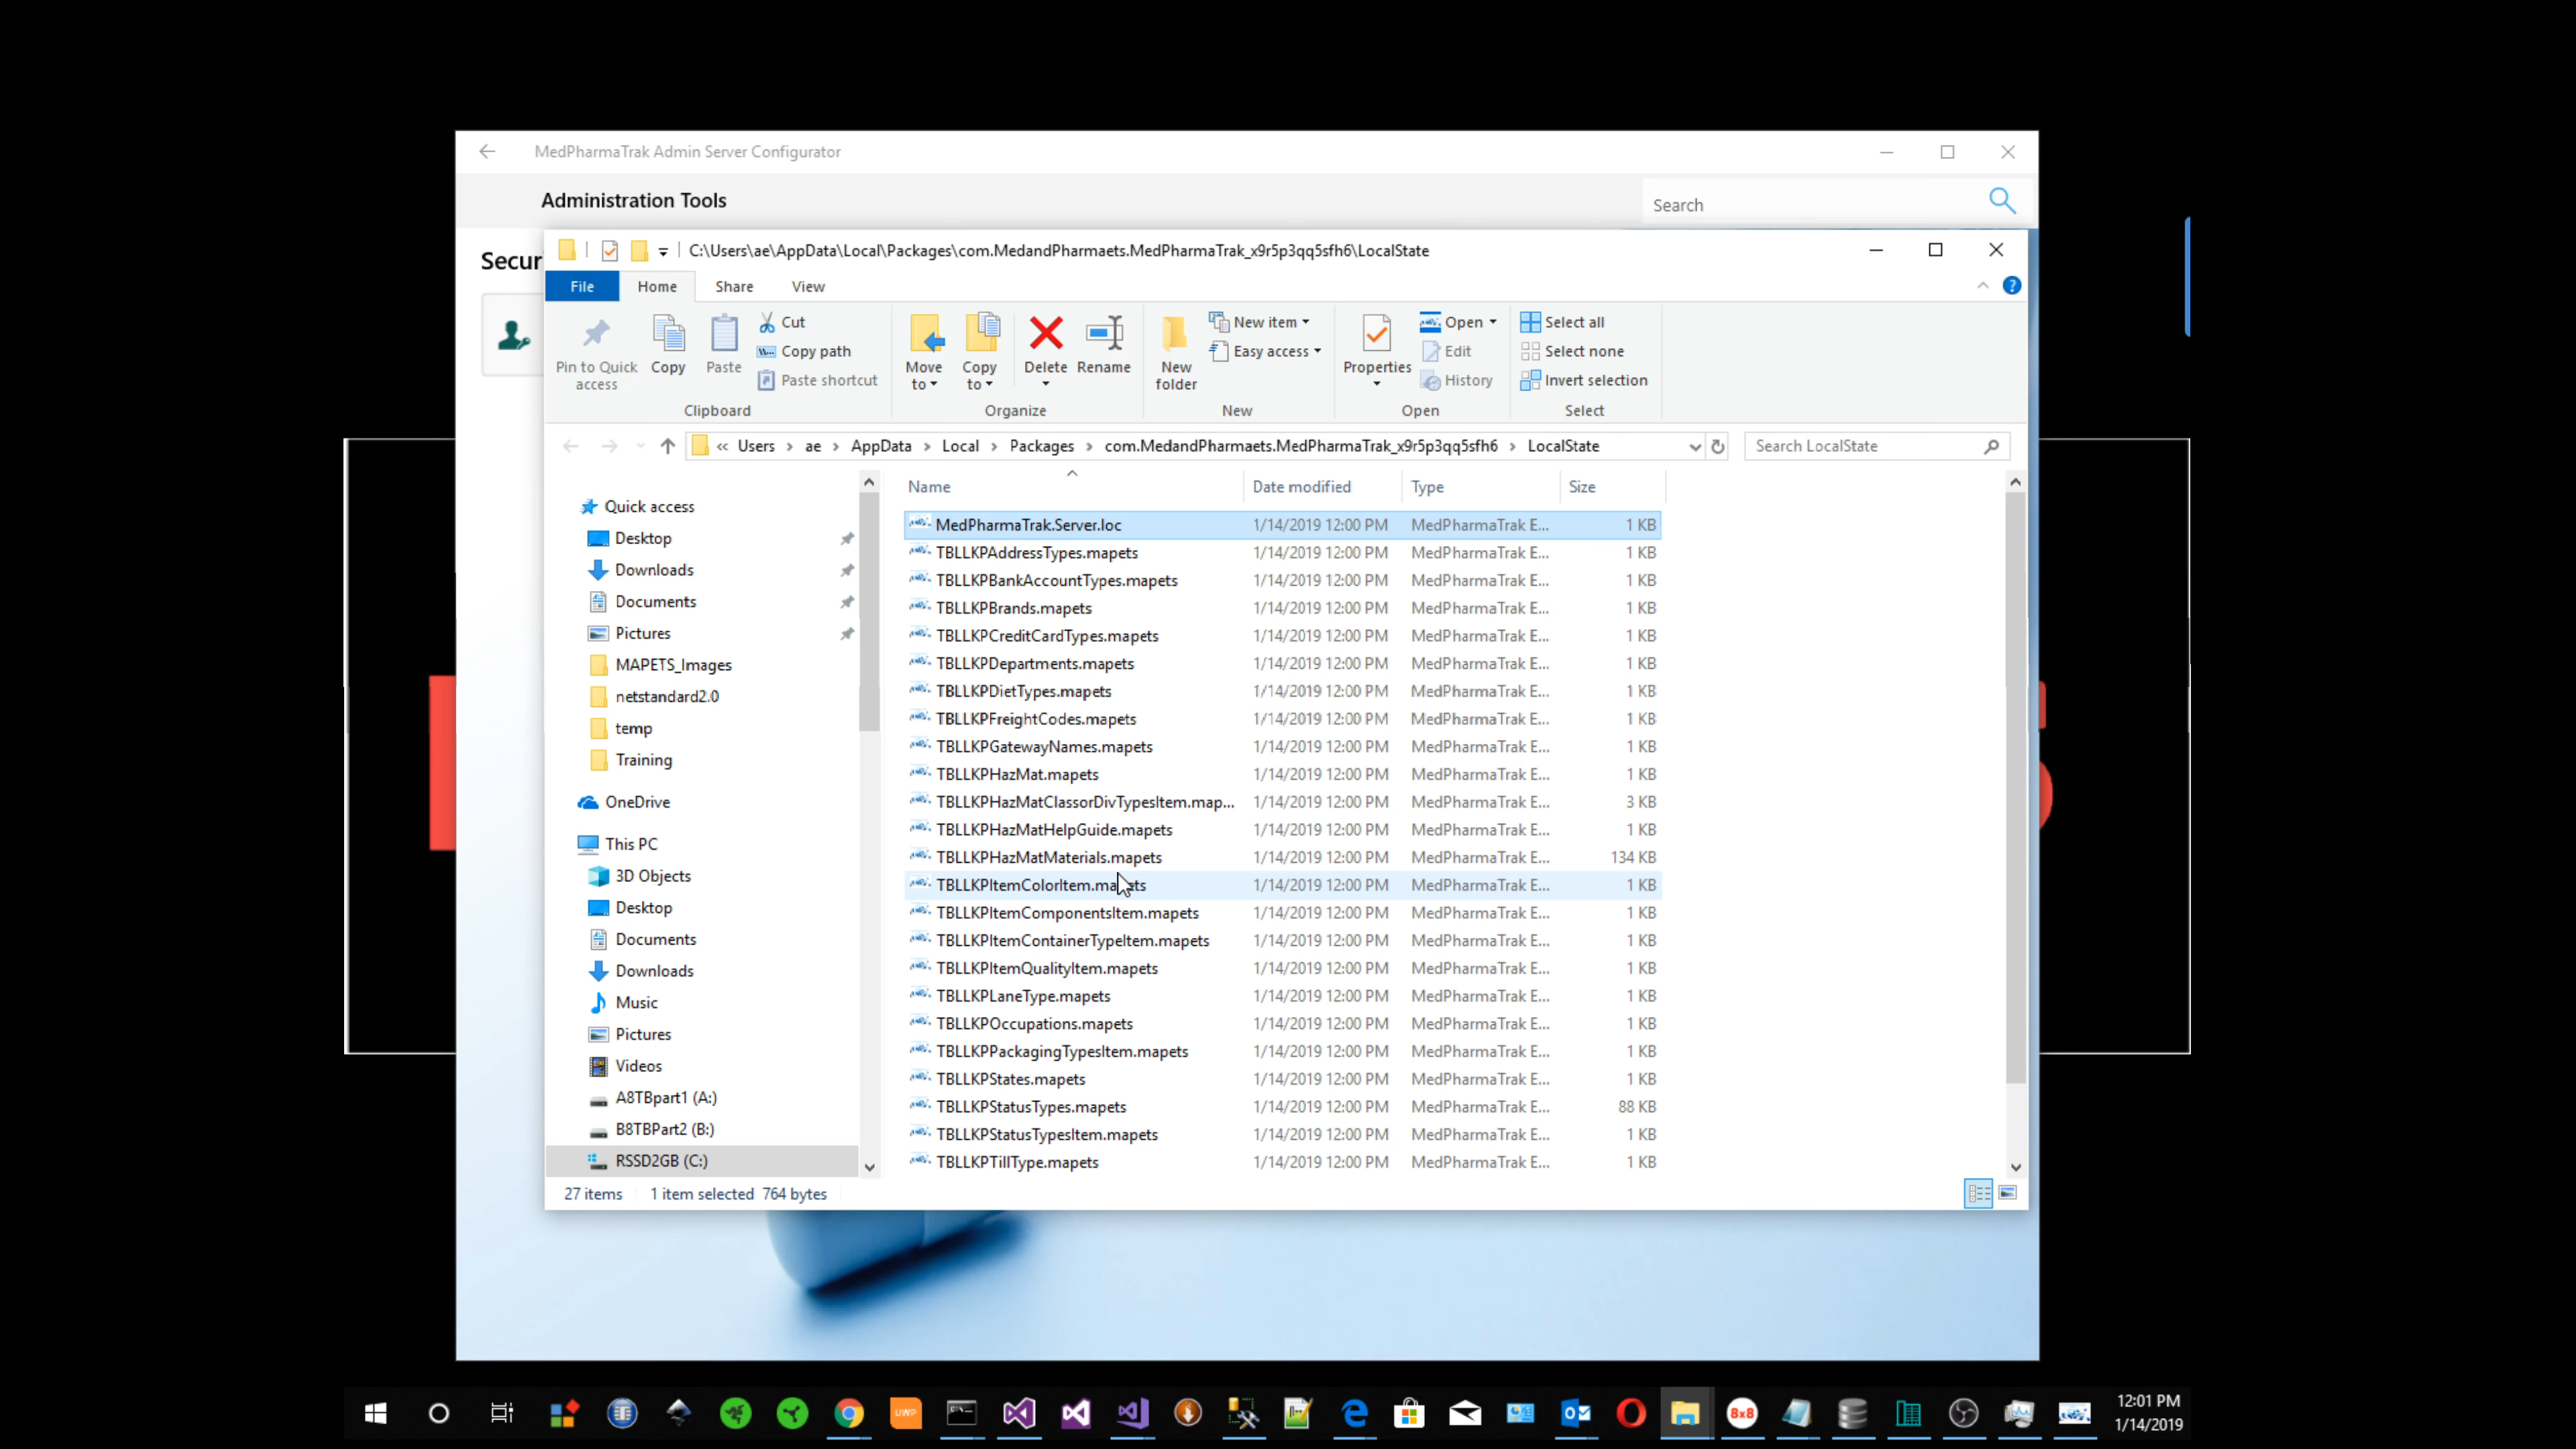 MedPharmaTrak Admin Server Configurator
Administration Tools
Search
Secur
C:\Users\ae\AppData\Local\Packages\com.MedandPharmaets.MedPharmaTrak_x9r5p3qq5sfh6\LocalState
File Home Share View
Pin to Quick access
Copy
Paste
Cut
Copy path
Paste shortcut
Clipboard
Move to
Copy to
Delete
Rename
Organize
New folder
New item
Easy access
New
Properties
Open
Edit
History
Open
Select all
Select none
Invert selection
Select
« Users › ae › AppData › Local › Packages › com.MedandPharmaets.MedPharmaTrak_x9r5p3qq5sfh6 › LocalState
Search LocalState
Quick access
Desktop
Downloads
Documents
Pictures
MAPETS_Images
netstandard2.0
temp
Training
OneDrive
This PC
3D Objects
Desktop
Documents
Downloads
Music
Pictures
Videos
A8TBpart1 (A:)
B8TBPart2 (B:)
RSSD2GB (C:)
Name Date modified Type Size
MedPharmaTrak.Server.loc 1/14/2019 12:00 PM MedPharmaTrak E... 1 KB
TBLLKPAddressTypes.mapets 1/14/2019 12:00 PM MedPharmaTrak E... 1 KB
TBLLKPBankAccountTypes.mapets 1/14/2019 12:00 PM MedPharmaTrak E... 1 KB
TBLLKPBrands.mapets 1/14/2019 12:00 PM MedPharmaTrak E... 1 KB
TBLLKPCreditCardTypes.mapets 1/14/2019 12:00 PM MedPharmaTrak E... 1 KB
TBLLKPDepartments.mapets 1/14/2019 12:00 PM MedPharmaTrak E... 1 KB
TBLLKPDietTypes.mapets 1/14/2019 12:00 PM MedPharmaTrak E... 1 KB
TBLLKPFreightCodes.mapets 1/14/2019 12:00 PM MedPharmaTrak E... 1 KB
TBLLKPGatewayNames.mapets 1/14/2019 12:00 PM MedPharmaTrak E... 1 KB
TBLLKPHazMat.mapets 1/14/2019 12:00 PM MedPharmaTrak E... 1 KB
TBLLKPHazMatClassorDivTypesItem.map... 1/14/2019 12:00 PM MedPharmaTrak E... 3 KB
TBLLKPHazMatHelpGuide.mapets 1/14/2019 12:00 PM MedPharmaTrak E... 1 KB
TBLLKPHazMatMaterials.mapets 1/14/2019 12:00 PM MedPharmaTrak E... 134 KB
TBLLKPItemColorItem.mapets 1/14/2019 12:00 PM MedPharmaTrak E... 1 KB
TBLLKPItemComponentsItem.mapets 1/14/2019 12:00 PM MedPharmaTrak E... 1 KB
TBLLKPItemContainerTypeItem.mapets 1/14/2019 12:00 PM MedPharmaTrak E... 1 KB
TBLLKPItemQualityItem.mapets 1/14/2019 12:00 PM MedPharmaTrak E... 1 KB
TBLLKPLaneType.mapets 1/14/2019 12:00 PM MedPharmaTrak E... 1 KB
TBLLKPOccupations.mapets 1/14/2019 12:00 PM MedPharmaTrak E... 1 KB
TBLLKPPackagingTypesItem.mapets 1/14/2019 12:00 PM MedPharmaTrak E... 1 KB
TBLLKPStates.mapets 1/14/2019 12:00 PM MedPharmaTrak E... 1 KB
TBLLKPStatusTypes.mapets 1/14/2019 12:00 PM MedPharmaTrak E... 88 KB
TBLLKPStatusTypesItem.mapets 1/14/2019 12:00 PM MedPharmaTrak E... 1 KB
TBLLKPTillType.mapets 1/14/2019 12:00 PM MedPharmaTrak E... 1 KB
27 items 1 item selected 764 bytes
UWP
8x8
12:01 PM
1/14/2019